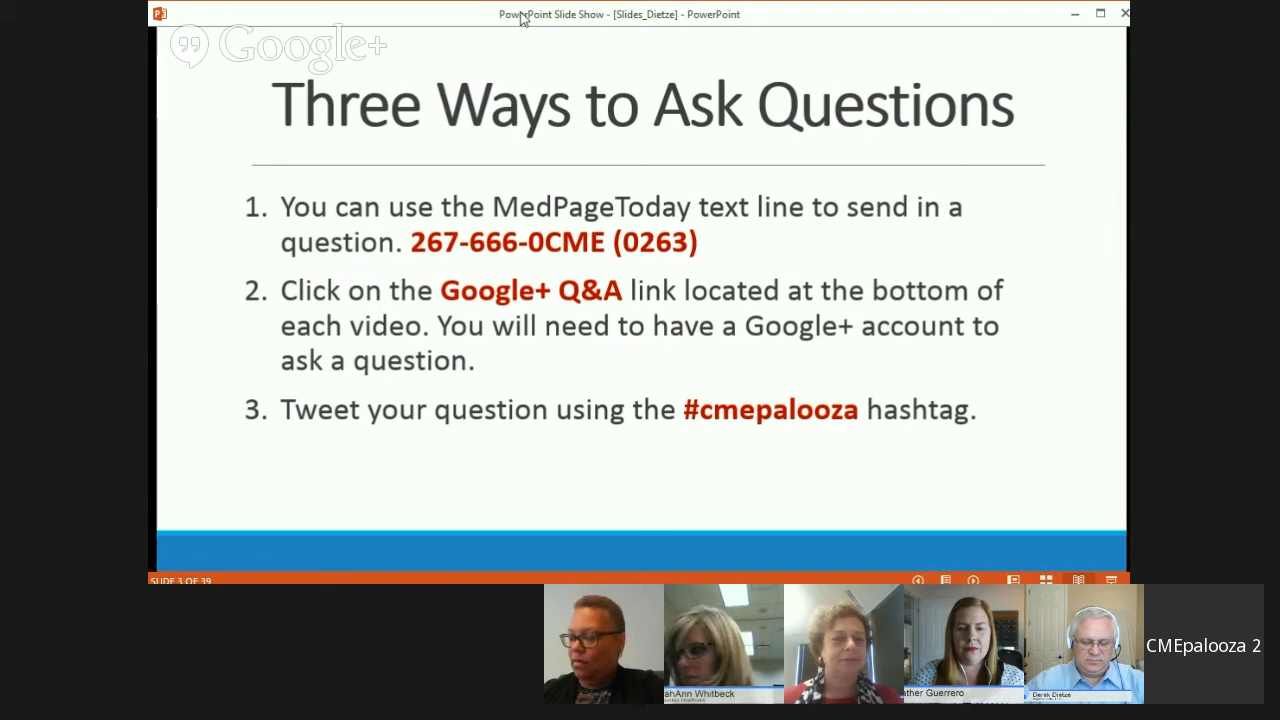 PowerPoint Slide Show - [Slides_Dietze] - PowerPoint
Google+
Three Ways to Ask Questions
1. You can use the MedPageToday text line to send in a
question. 267-666-0CME (0263)
2. Click on the Google+ Q&A link located at the bottom of
each video. You will need to have a Google+ account to
ask a question.
3. Tweet your question using the #cmepalooza hashtag.
SLIDE 3 OF 39
ahAnn Whitbeck
ather Guerrero
Derek Dietze
CMEpalooza 2